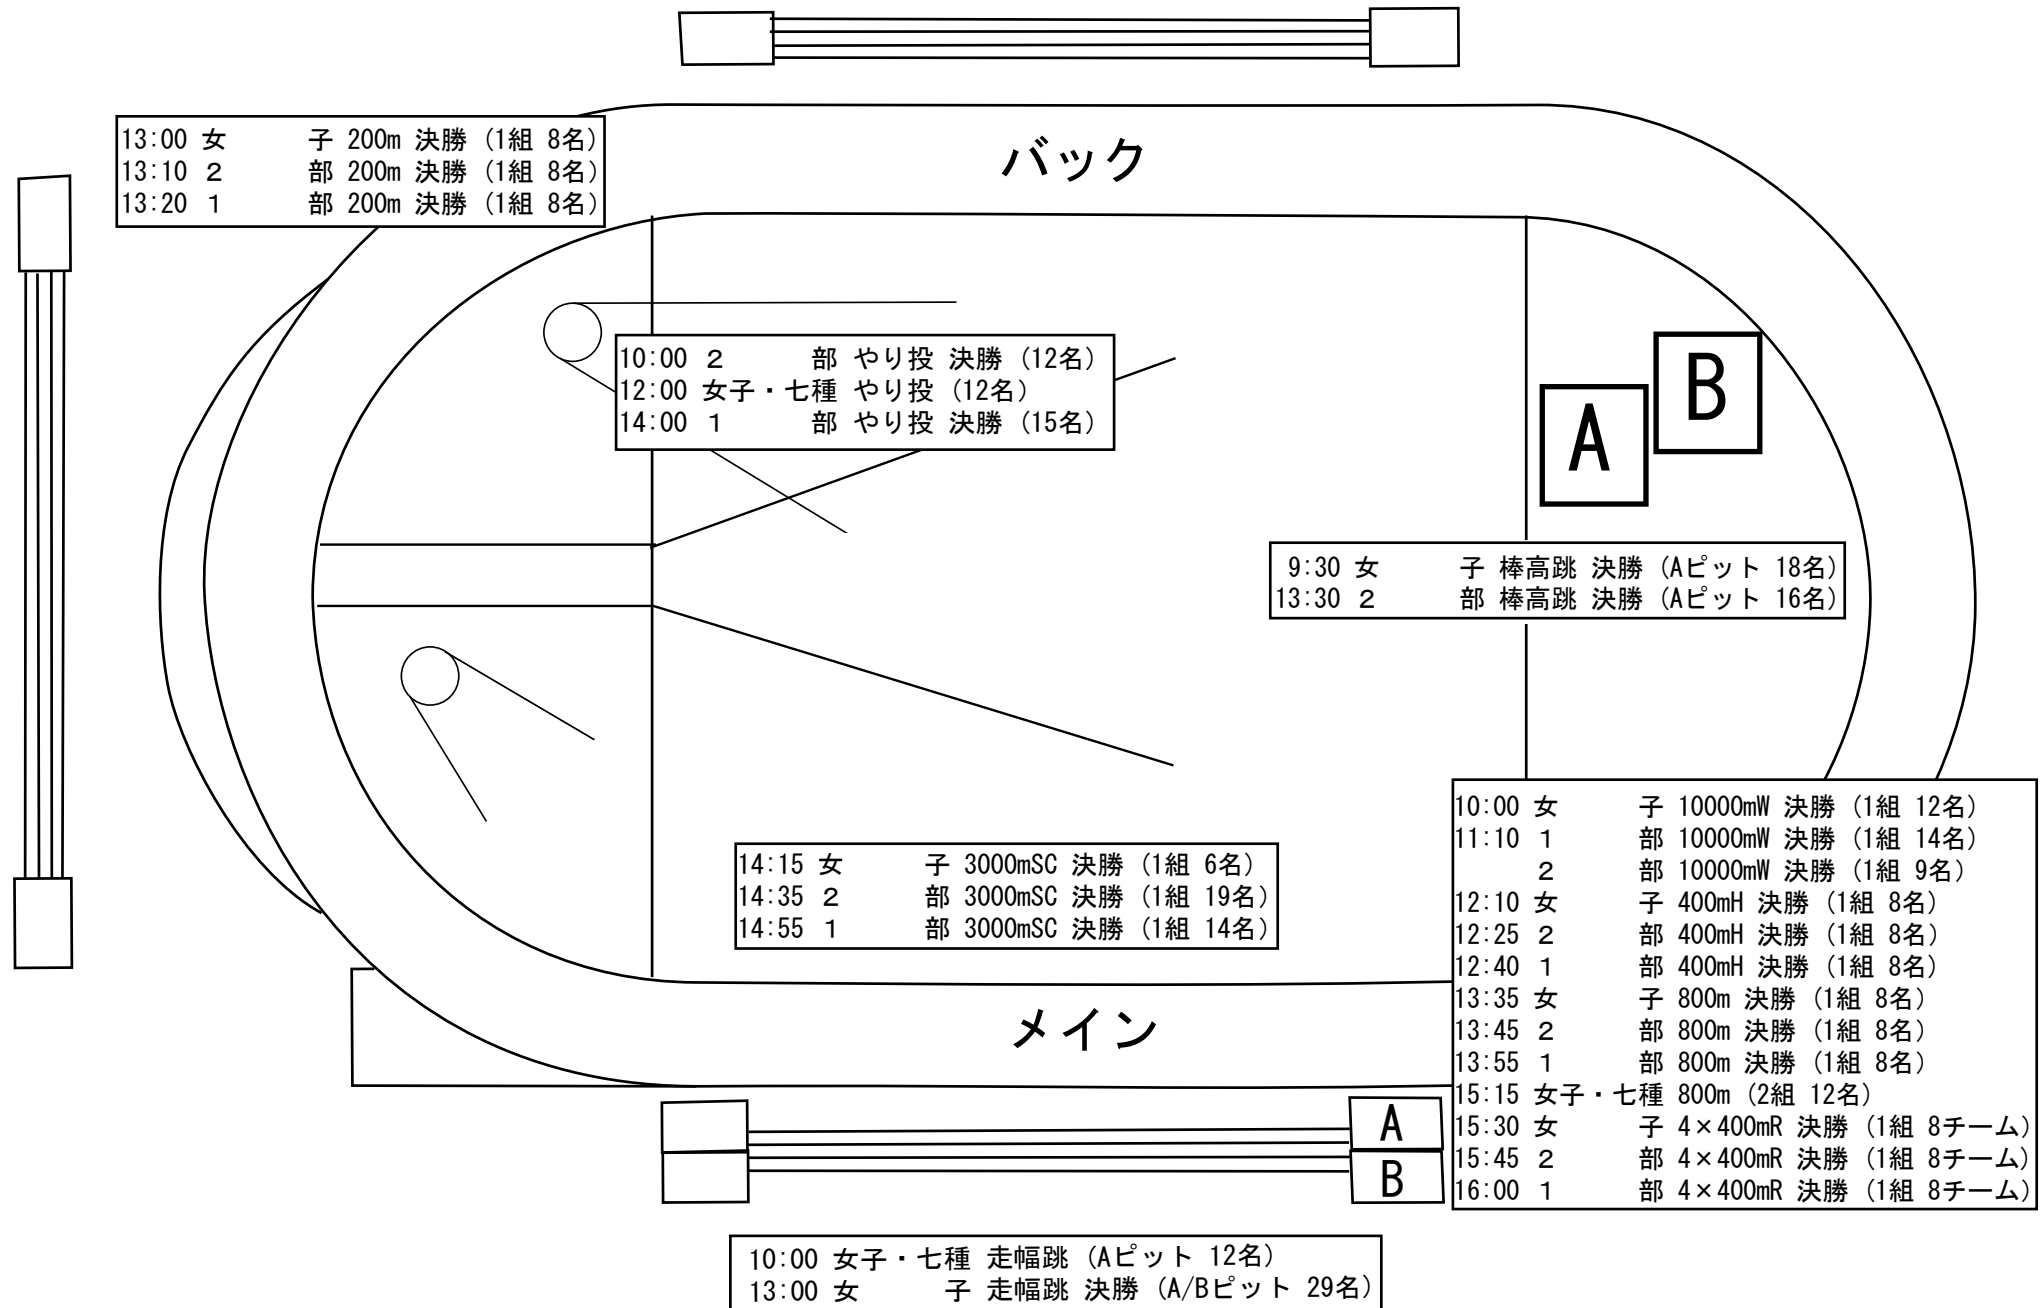 13:00 女　　　子 200m 決勝 (1組 8名)
13:10 2　　　部 200m 決勝 (1組 8名)
13:20 1　　　部 200m 決勝 (1組 8名)
バック
10:00 2　　　部 やり投 決勝 (12名)
12:00 女子・七種 やり投 (12名)
14:00 1　　　部 やり投 決勝 (15名)
B
A
9:30 女　　　子 棒高跳 決勝 (Aピット 18名)
13:30 2　　　部 棒高跳 決勝 (Aピット 16名)
14:15 女　　　子 3000mSC 決勝 (1組 6名)
14:35 2　　　部 3000mSC 決勝 (1組 19名)
14:55 1　　　部 3000mSC 決勝 (1組 14名)
メイン
10:00 女　　　子 10000mW 決勝 (1組 12名)
11:10 1　　　部 10000mW 決勝 (1組 14名)
2　　　部 10000mW 決勝 (1組 9名)
12:10 女　　　子 400mH 決勝 (1組 8名)
12:25 2　　　部 400mH 決勝 (1組 8名)
12:40 1　　　部 400mH 決勝 (1組 8名)
13:35 女　　　子 800m 決勝 (1組 8名)
13:45 2　　　部 800m 決勝 (1組 8名)
13:55 1　　　部 800m 決勝 (1組 8名)
15:15 女子・七種 800m (2組 12名)
15:30 女　　　子 4×400mR 決勝 (1組 8チーム)
15:45 2　　　部 4×400mR 決勝 (1組 8チーム)
16:00 1　　　部 4×400mR 決勝 (1組 8チーム)
A
B
10:00 女子・七種 走幅跳 (Aピット 12名)
13:00 女　　　子 走幅跳 決勝 (A/Bピット 29名)